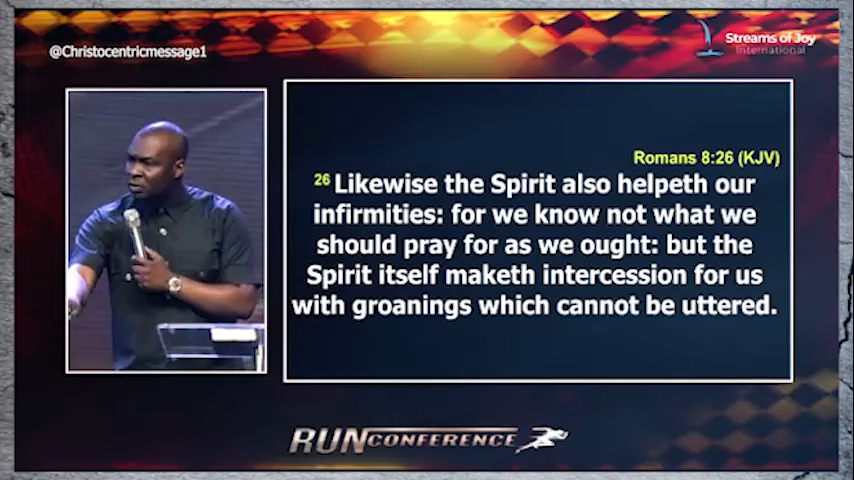 @Christocentricmessage1
Streams of Joy
International
Romans 8:26 (KJV)
26 Likewise the Spirit also helpeth our
infirmities: for we know not what we
should pray for as we ought: but the
Spirit itself maketh intercession for us
with groanings which cannot be uttered.
RUN CONFERENCE